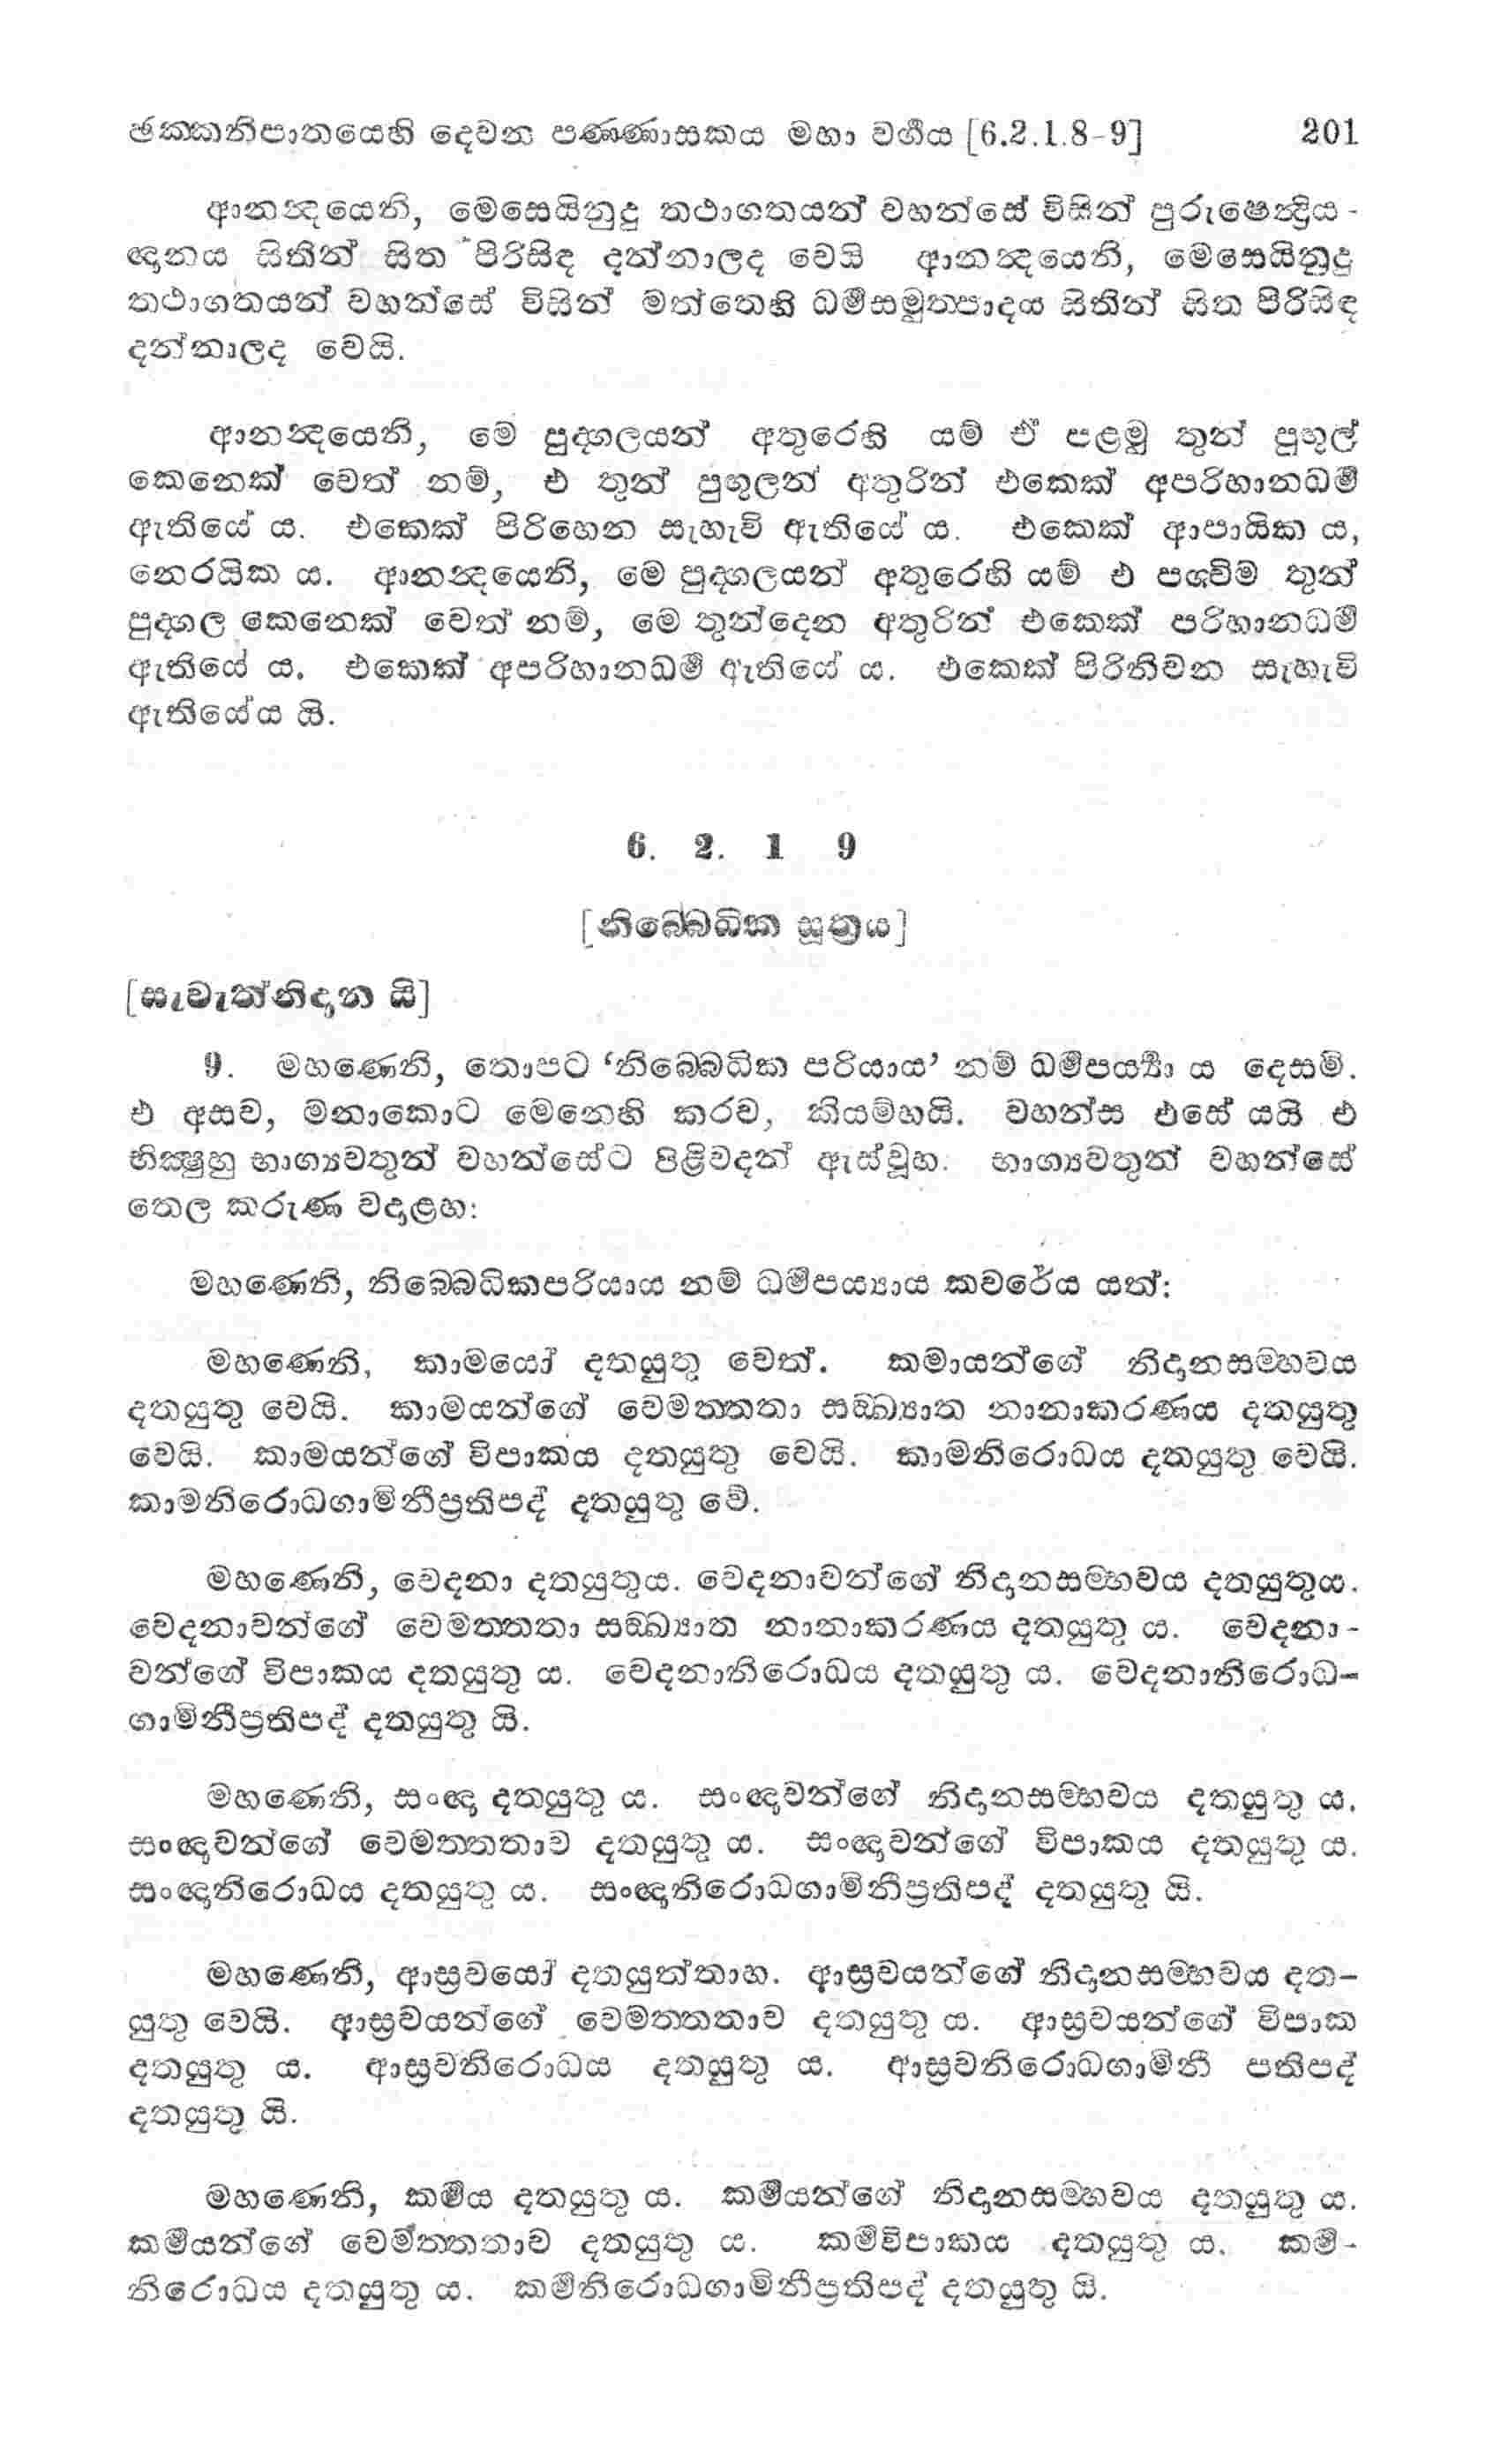 ඡක්කනිපාතයෙහි දෙවන පණ්ණාසකය මහා වර්ගය [6.2.1.8-9] 201
ආනන්දයෙනි, මෙසෙයිනුදු තථාගතයන් වහන්සේ විසින් පුරුෂෙන්ද්‍රිය-
ඥානය සිතින් සිත පිරිසිඳ දන්නාලද වෙයි ආනන්දයෙනි, මෙසෙයිනුදු
තථාගතයන් වහන්සේ විසින් මත්තෙහි ධර්මසමුත්පාදය සිතින් සිත පිරිසිඳ
දන්නාලද වෙයි.
ආනන්දයෙනි, මේ පුද්ගලයන් අතුරෙහි යම් ඒ පළමු තුන් පුහුල්
කෙනෙක් වෙත් නම්, එ තුන් පුගුලන් අතුරින් එකෙක් අපරිහානධර්ම
ඇතියේ ය. එකෙක් පිරිහෙන සැහැවි ඇතියේ ය. එකෙක් ආපායික ය,
නෙරයික ය. ආනන්දයෙනි, මේ පුද්ගලයන් අතුරෙහි යම් එ පශ්චිම තුන්
පුද්ගල කෙනෙක් වෙත් නම්, මේ තුන්දෙන අතුරින් එකෙක් පරිහානධර්ම
ඇතියේ ය. එකෙක් අපරිහානධර්ම ඇතියේ ය. එකෙක් පිරිනිවන සැහැවි
ඇතියේය යි.
6. 2. 1 9
[නිබ්බේධික සූත්‍රය]
[සැවැත්නිදාන යි]
9. මහණෙනි, තොපට ‘නිබ්බෙධික පරියාය’ නම් ධර්මපර්‍ය්‍යා ය දෙසමි.
එ අසව, මනාකොට මෙනෙහි කරව, කියම්හයි. වහන්ස එසේ යයි එ
භික්ෂුහු භාග්‍යවතුන් වහන්සේට පිළිවදන් ඇස්වූහ. භාග්‍යවතුන් වහන්සේ
තෙල කරුණ වදාළහ:
මහණෙනි, නිබ්බෙධිකපරියාය නම් ධර්මපය්‍යාය කවරේය යත්:
මහණෙනි, කාමයෝ දතයුතු වෙත්. කමායන්ගේ නිදානසම්භවය
දතයුතු වෙයි. කාමයන්ගේ වෙමත්තතා සඞ්ඛ්‍යාත නානාකරණය දතයුතු
වෙයි. කාමයන්ගේ විපාකය දතයුතු වෙයි. කාමනිරොධය දතයුතු වෙයි.
කාමනිරොධගාමිනීප්‍රතිපද් දතයුතු වේ.
මහණෙනි, වෙදනා දතයුතුය. වෙදනාවන්ගේ නිදානසම්භවය දතයුතුය.
වෙදනාවන්ගේ වෙමත්තතා සඞ්ඛ්‍යාත නානාකරණය දතයුතු ය. වෙදනා-
වන්ගේ විපාකය දතයුතු ය. වෙදනානිරොධය දතයුතු ය. වෙදනානිරොධ-
ගාමිනීප්‍රතිපද් දතයුතු යි.
මහණෙනි, සංඥා දතයුතු ය. සංඥාවන්ගේ නිදානසම්භවය දතයුතු ය.
සංඥාවන්ගේ වෙමත්තතාව දතයුතු ය. සංඥාවන්ගේ විපාකය දතයුතු ය.
සංඥානිරොධය දතයුතු ය. සංඥානිරොධගාමිනීප්‍රතිපද් දතයුතු යි.
මහණෙනි, ආස්‍රවයෝ දතයුත්තාහ. ආස්‍රවයන්ගේ නිදානසම්භවය දත-
යුතු වෙයි. ආස්‍රවයන්ගේ වෙමත්තතාව දතයුතු ය. ආස්‍රවයන්ගේ විපාක
දතයුතු ය. ආස්‍රවනිරොධය දතයුතු ය. ආස්‍රවනිරොධගාමිනී පතිපද්
දතයුතු යි.
මහණෙනි, කර්මය දතයුතු ය. කර්මයන්ගේ නිදානසම්භවය දතයුතු ය.
කර්මයන්ගේ වෙමත්තතාව දතයුතු ය. කර්මවිපාකය දතයුතු ය. කර්ම-
නිරොධය දතයුතු ය. කර්මනිරොධගාමිනීප්‍රතිපද් දතයුතු යි.